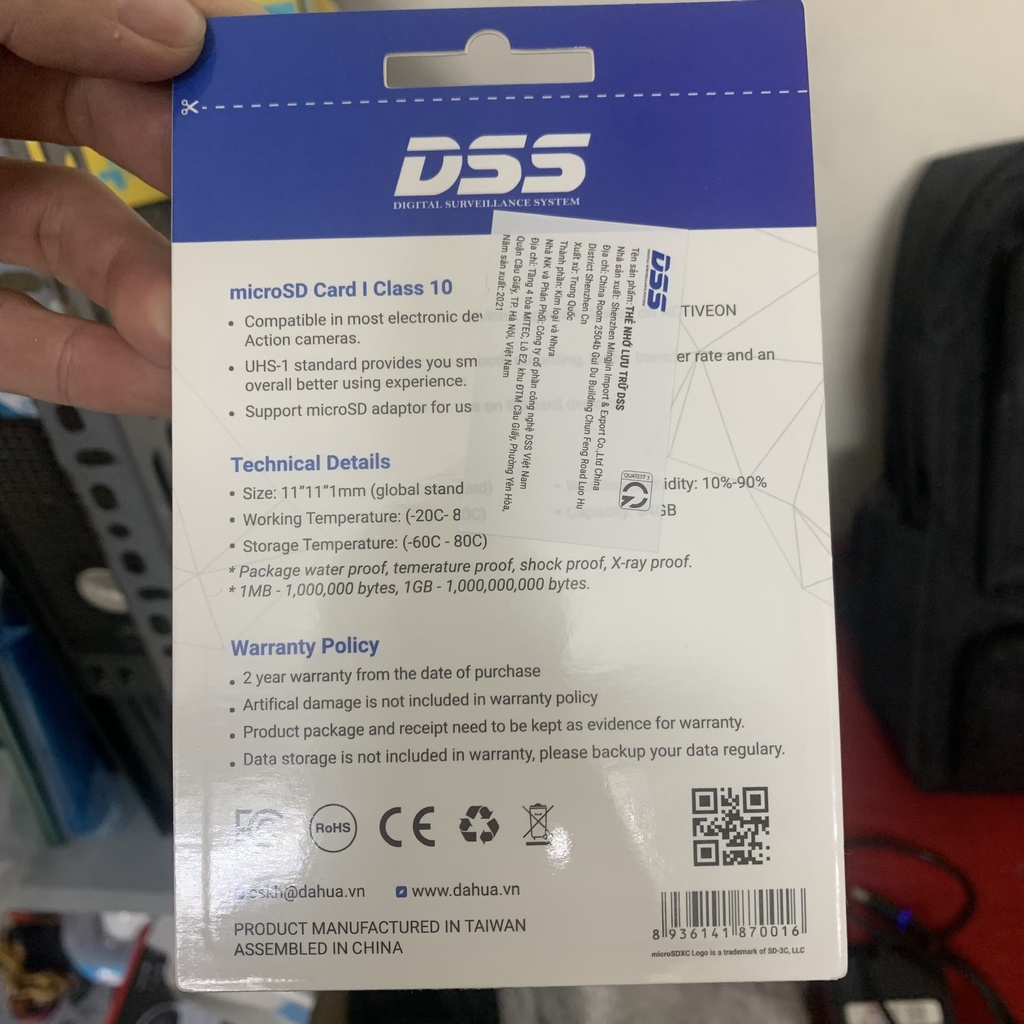 DSS
DIGITAL SURVEILLANCE SYSTEM
microSD Card I Class 10
• Compatible in most electronic TIVEON
Action cameras.
• UHS-1 standard provides you er rate and an
overall better using experience.
• Support microSD adaptor for
Technical Details
• Size: 11”11”1mm (global
• Working Temperature: (-20C-
• Storage Temperature: (-60C - 80C)
idity: 10%-90%
GB
* Package water proof, temerature proof, shock proof, X-ray proof.
* 1MB - 1,000,000 bytes, 1GB - 1,000,000,000 bytes.
DSS
Tên sản phẩm: THẺ NHỚ LƯU TRỮ DSS
Nhà sản xuất: Shenzhen Mingjin Import & Export Co.,Ltd China
Địa chỉ: China Room 2504b Gui Du Building Chun Feng Road Luo Hu
District Shenzhen Cn
Xuất xứ: Trung Quốc
Thành phần: Kim loại và Nhựa
Nhà NK và Phân Phối: Công ty cổ phần công nghệ DSS Việt Nam
Địa chỉ: Tầng 4 tòa MITEC, Lô E2, khu ĐTM Cầu Giấy, Phường Yên Hòa,
Quận Cầu Giấy, TP. Hà Nội, Việt Nam
Năm sản xuất: 2021
QUATEST 3
Warranty Policy
• 2 year warranty from the date of purchase
• Artifical damage is not included in warranty policy
• Product package and receipt need to be kept as evidence for warranty.
• Data storage is not included in warranty, please backup your data regulary.
FC
RoHS
CE
cskh@dahua.vn
www.dahua.vn
PRODUCT MANUFACTURED IN TAIWAN
ASSEMBLED IN CHINA
8 936141 870016
microSDXC Logo is a trademark of SD-3C, LLC